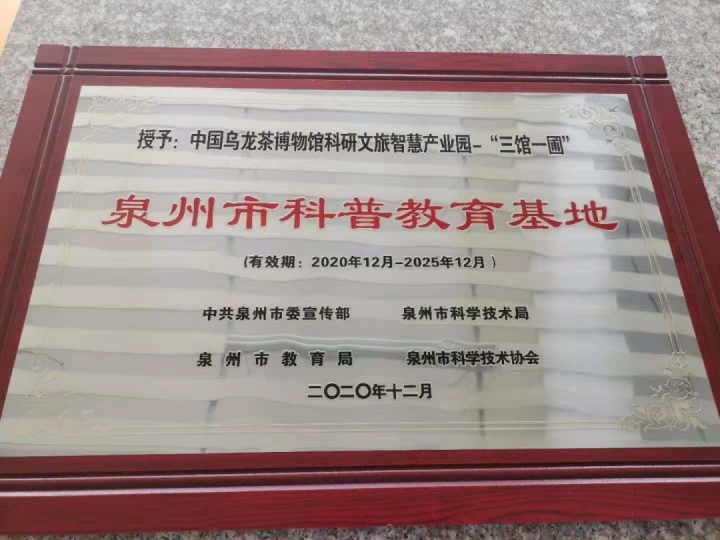 授予：中国乌龙茶博物馆科研文旅智慧产业园-“三馆一圃”
泉州市科普教育基地
(有效期：2020年12月-2025年12月)
中共泉州市委宣传部 泉州市科学技术局
泉州市教育局 泉州市科学技术协会
二〇二〇年十二月